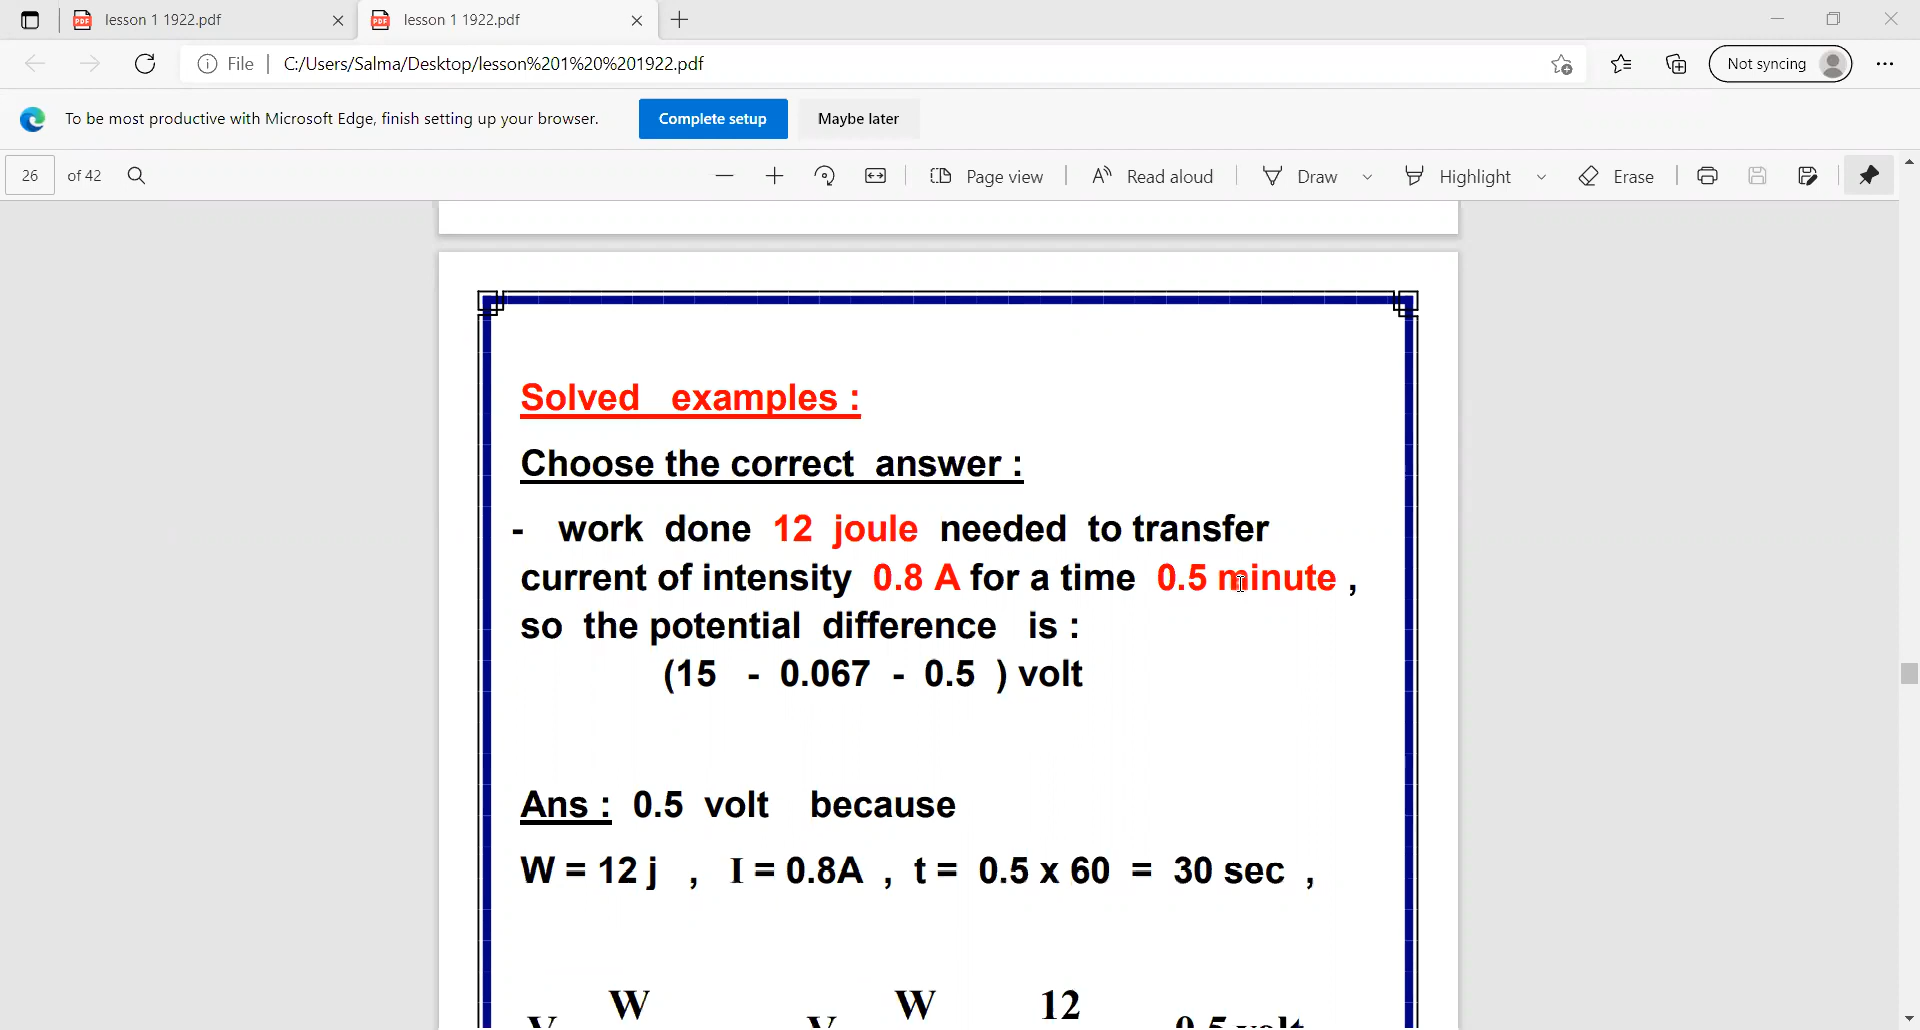 lesson 1 1922.pdf
lesson 1 1922.pdf
File
C:/Users/Salma/Desktop/lesson%201%20%201922.pdf
Not syncing
To be most productive with Microsoft Edge, finish setting up your browser.
Complete setup
Maybe later
26 of 42
Page view
Read aloud
Draw
Highlight
Erase
Solved examples :
Choose the correct answer :
- work done 12 joule needed to transfer
current of intensity 0.8 A for a time 0.5 minute ,
so the potential difference is :
(15 - 0.067 - 0.5 ) volt
Ans : 0.5 volt because
W = 12 j , I = 0.8A , t = 0.5 x 60 = 30 sec ,
W W 12
V V 0.5 volt